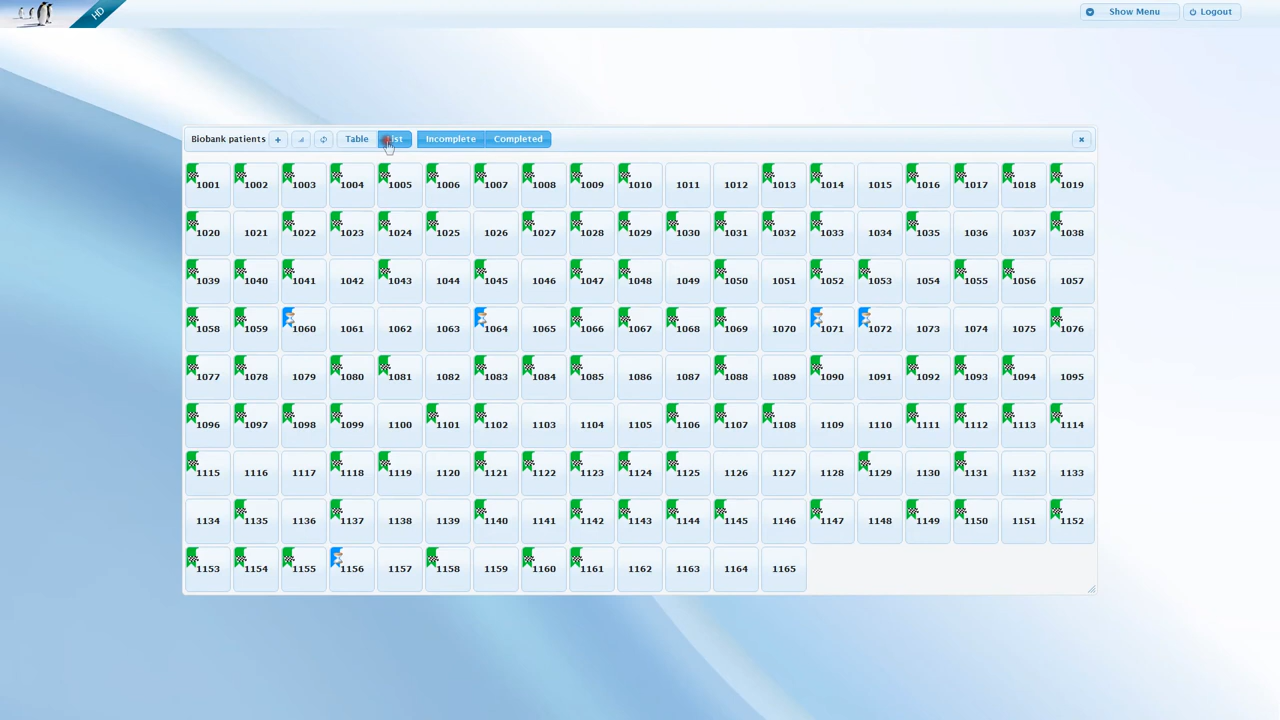 HD
Show Menu Logout
Biobank patients + Table Incomplete Completed
1001 1002 1003 1004 1005 1006 1007 1008 1009 1010 1011 1012 1013 1014 1015 1016 1017 1018 1019
1020 1021 1022 1023 1024 1025 1026 1027 1028 1029 1030 1031 1032 1033 1034 1035 1036 1037 1038
1039 1040 1041 1042 1043 1044 1045 1046 1047 1048 1049 1050 1051 1052 1053 1054 1055 1056 1057
1058 1059 1060 1061 1062 1063 1064 1065 1066 1067 1068 1069 1070 1071 1072 1073 1074 1075 1076
1077 1078 1079 1080 1081 1082 1083 1084 1085 1086 1087 1088 1089 1090 1091 1092 1093 1094 1095
1096 1097 1098 1099 1100 1101 1102 1103 1104 1105 1106 1107 1108 1109 1110 1111 1112 1113 1114
1115 1116 1117 1118 1119 1120 1121 1122 1123 1124 1125 1126 1127 1128 1129 1130 1131 1132 1133
1134 1135 1136 1137 1138 1139 1140 1141 1142 1143 1144 1145 1146 1147 1148 1149 1150 1151 1152
1153 1154 1155 1156 1157 1158 1159 1160 1161 1162 1163 1164 1165